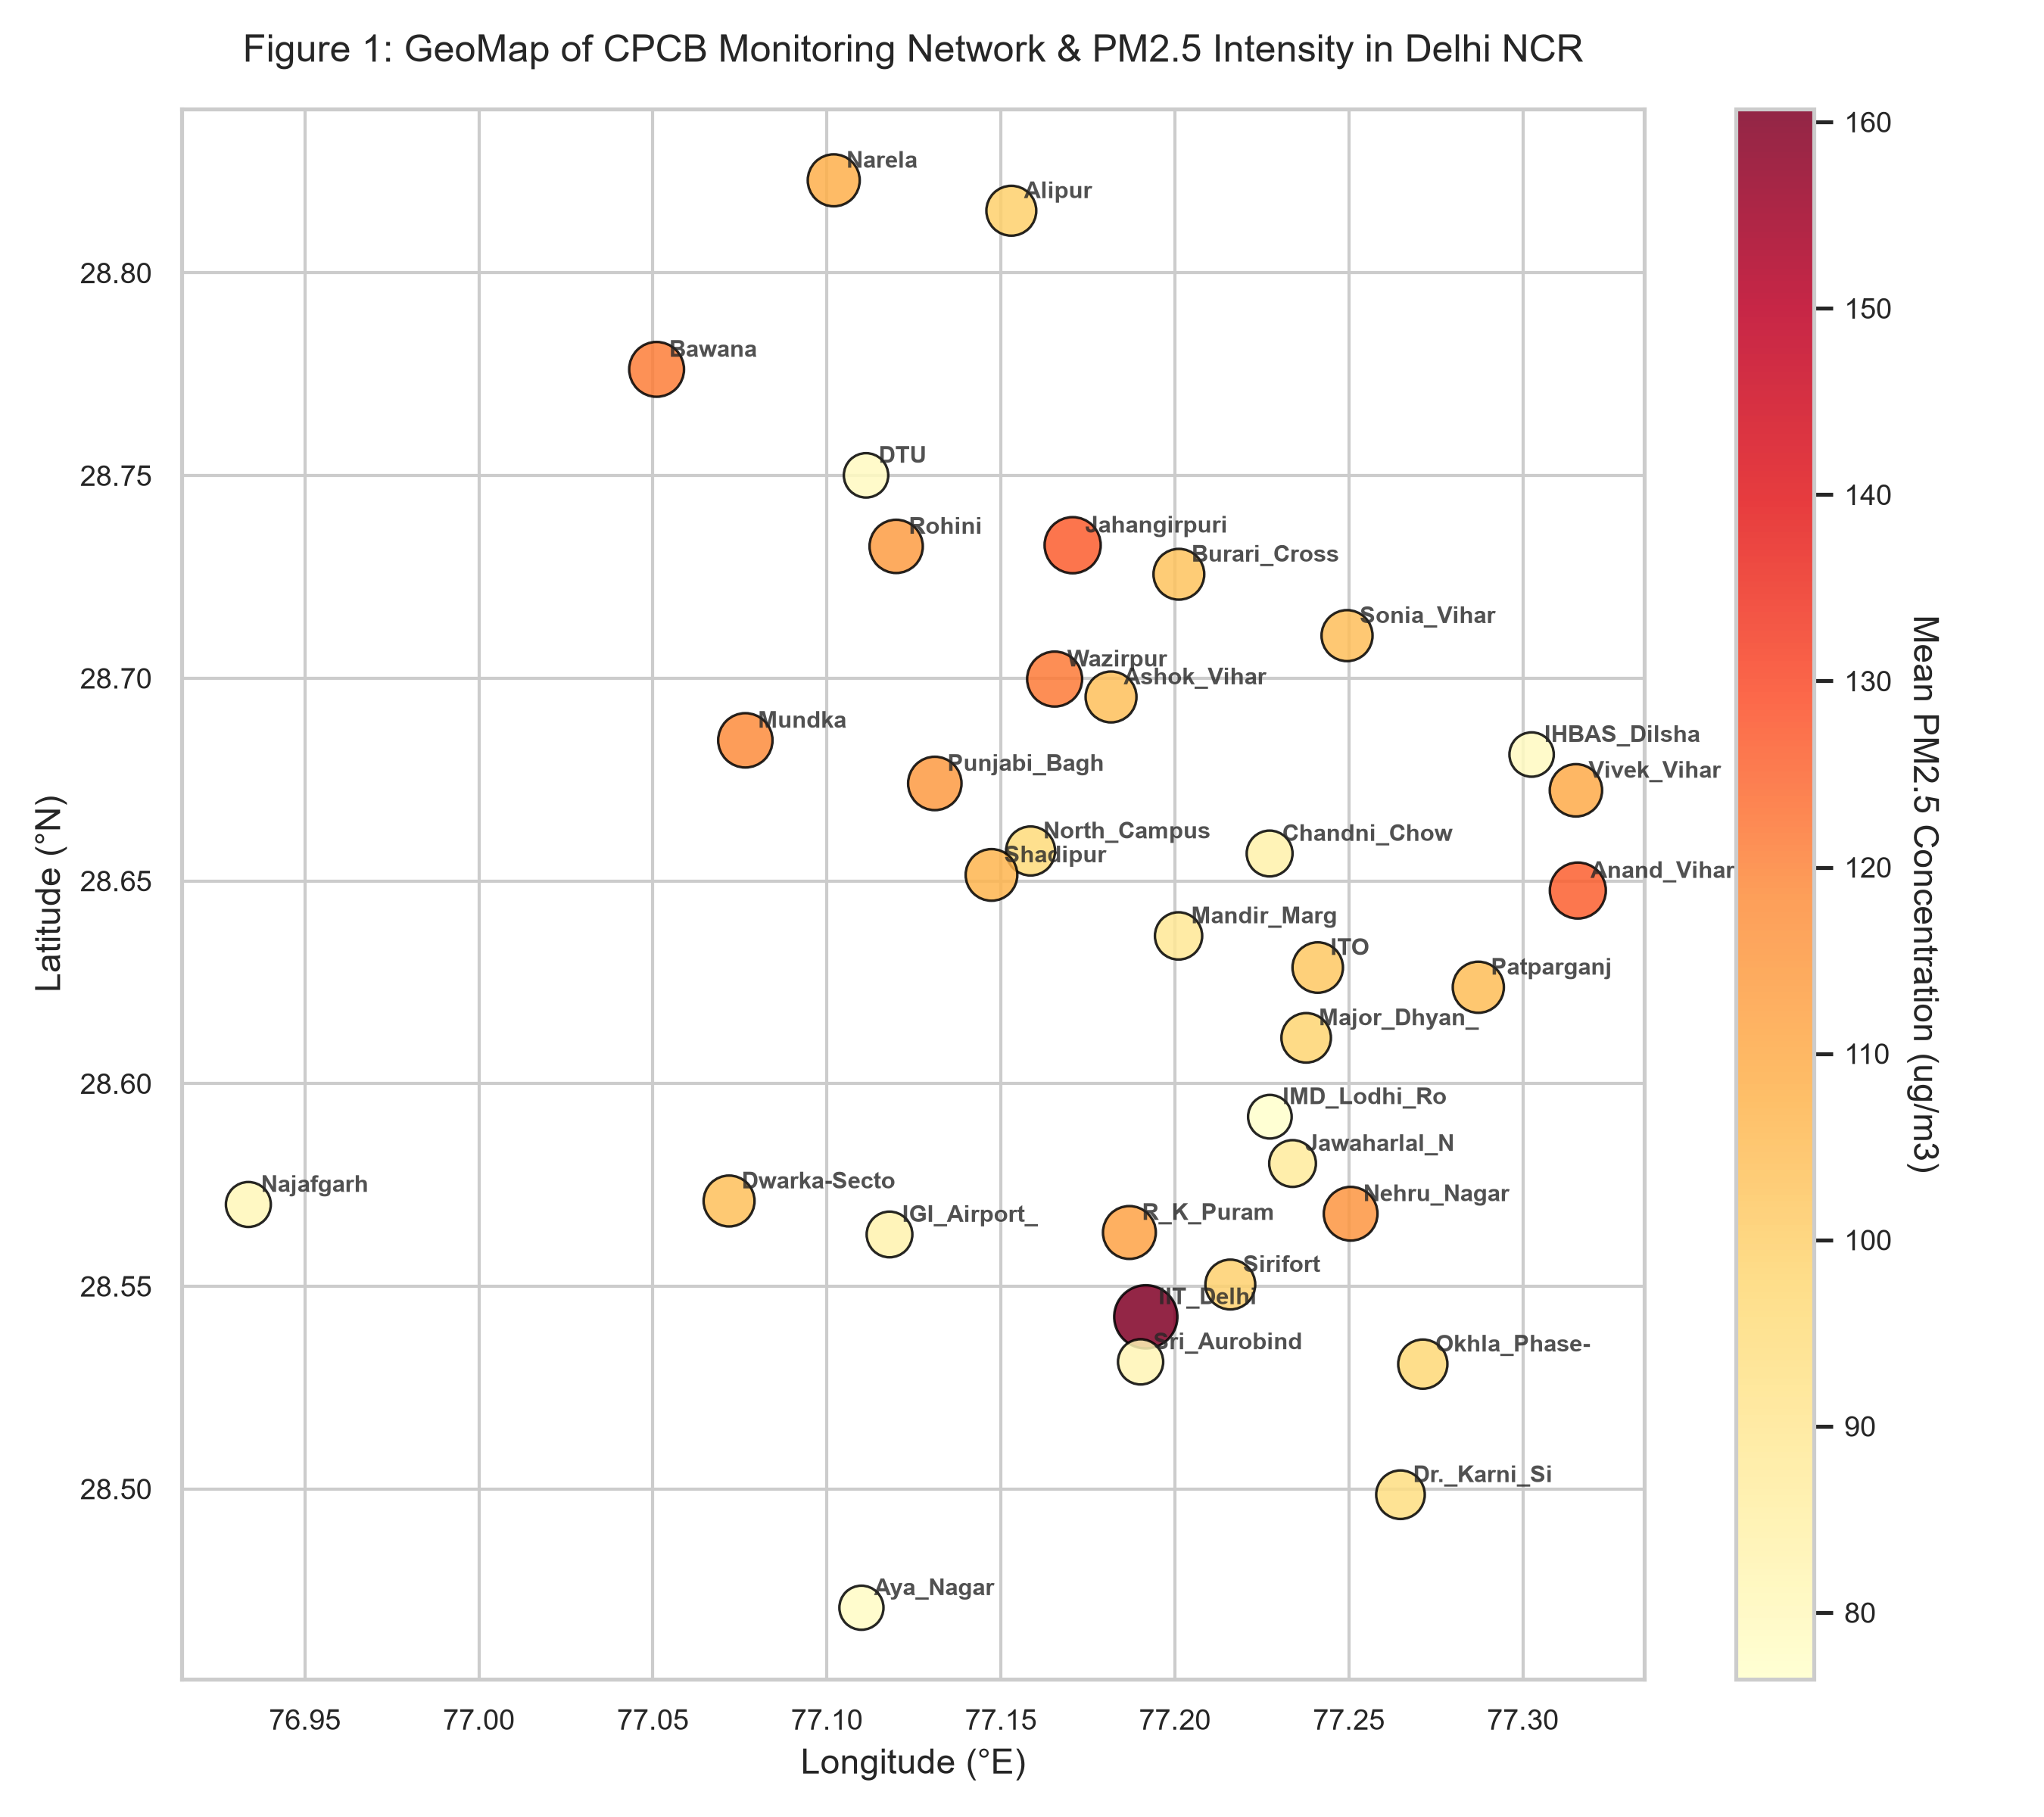 Figure 1: GeoMap of CPCB Monitoring Network & PM2.5 Intensity in Delhi NCR
160
150
140
130
120
110
100
90
80
Mean PM2.5 Concentration (ug/m3)
Latitude (°N)
28.80
28.75
28.70
28.65
28.60
28.55
28.50
Narela
Alipur
Bawana
DTU
Rohini
Jahangirpuri
Burari_Cross
Sonia_Vihar
Wazirpur
Ashok_Vihar
Mundka
IHBAS_Dilsha
Punjabi_Bagh
Vivek_Vihar
North_Campus
Chandni_Chow
Shadipur
Anand_Vihar
Mandir_Marg
ITO
Patparganj
Major_Dhyan_
IMD_Lodhi_Ro
Jawaharlal_N
Najafgarh
Dwarka-Secto
Nehru_Nagar
IGI_Airport_
R_K_Puram
Sirifort
IIT_Delhi
Sri_Aurobind
Okhla_Phase-
Dr._Karni_Si
Aya_Nagar
76.95
77.00
77.05
77.10
77.15
77.20
77.25
77.30
Longitude (°E)